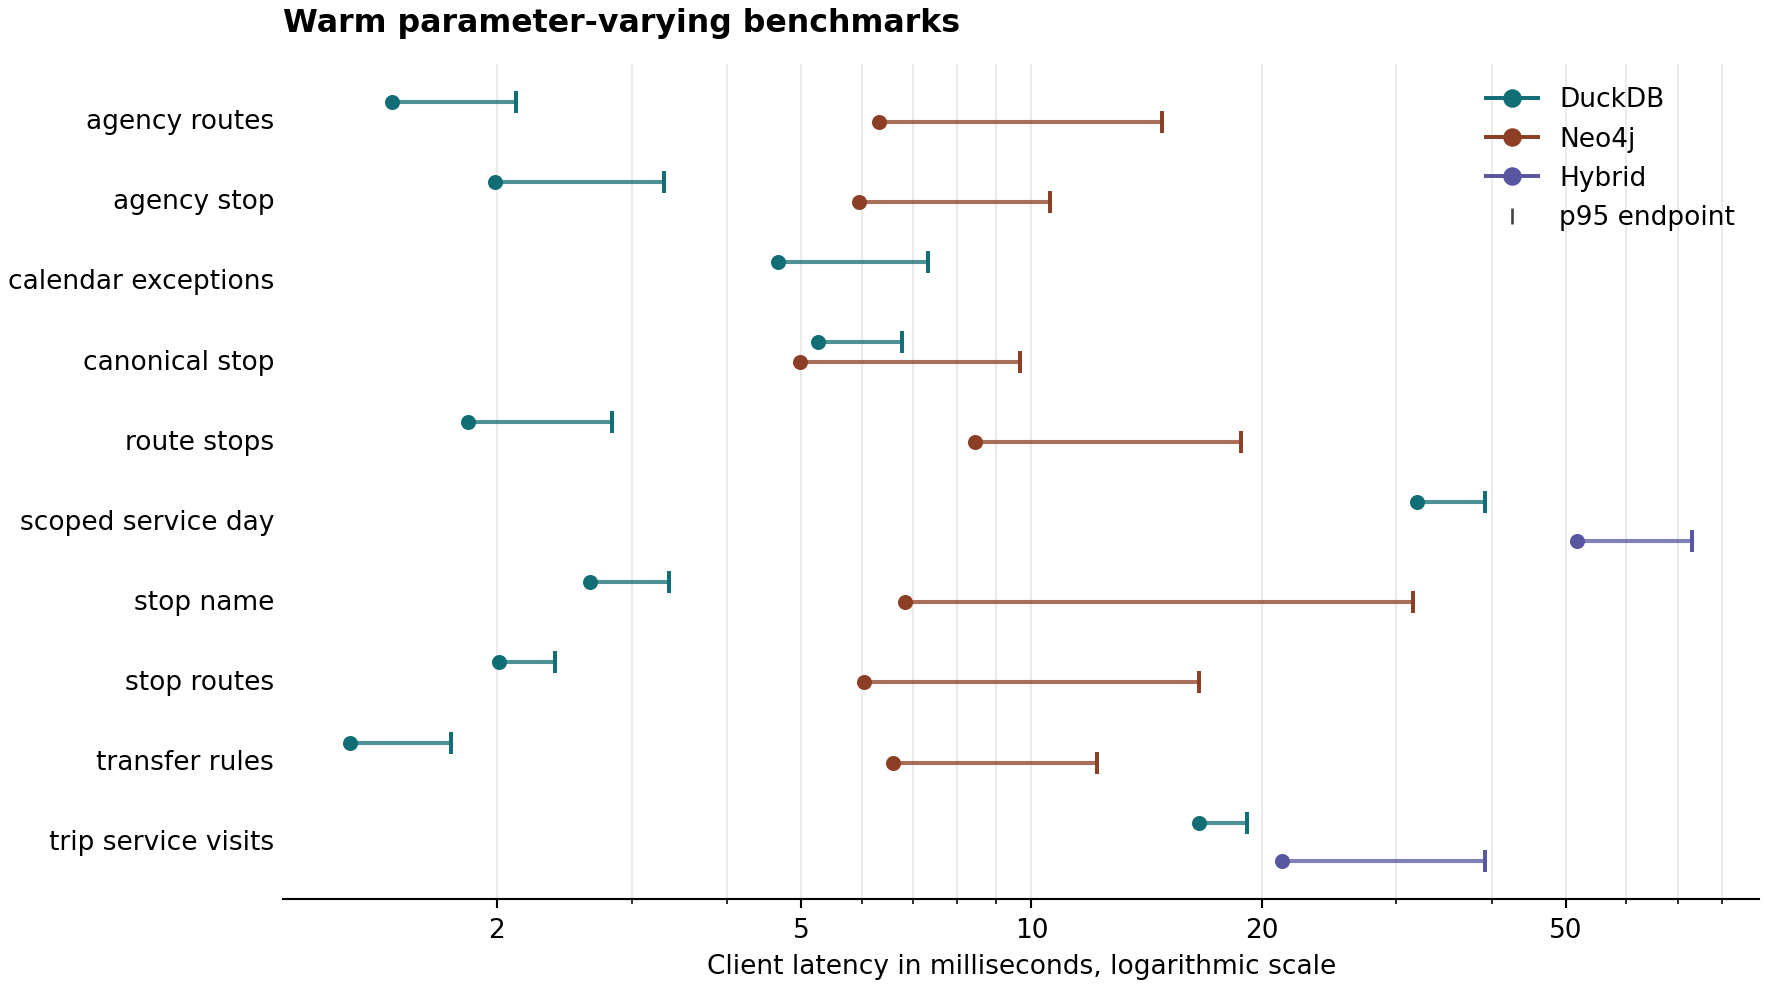 Warm parameter-varying benchmarks
DuckDB
Neo4j
Hybrid
p95 endpoint
agency routes
agency stop
calendar exceptions
canonical stop
route stops
scoped service day
stop name
stop routes
transfer rules
trip service visits
2 5 10 20 50
Client latency in milliseconds, logarithmic scale